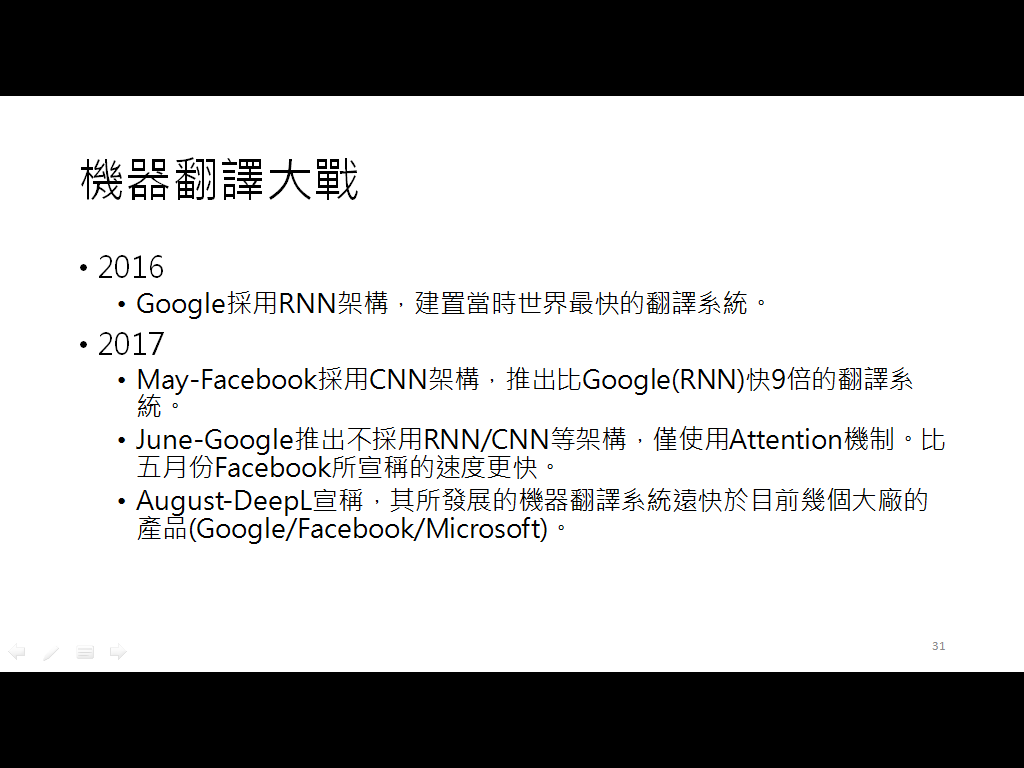 機器翻譯大戰
• 2016
• Google採用RNN架構，建置當時世界最快的翻譯系統。
• 2017
• May-Facebook採用CNN架構，推出比Google(RNN)快9倍的翻譯系
統。
• June-Google推出不採用RNN/CNN等架構，僅使用Attention機制。比
五月份Facebook所宣稱的速度更快。
• August-DeepL宣稱，其所發展的機器翻譯系統遠快於目前幾個大廠的
產品(Google/Facebook/Microsoft)。
31